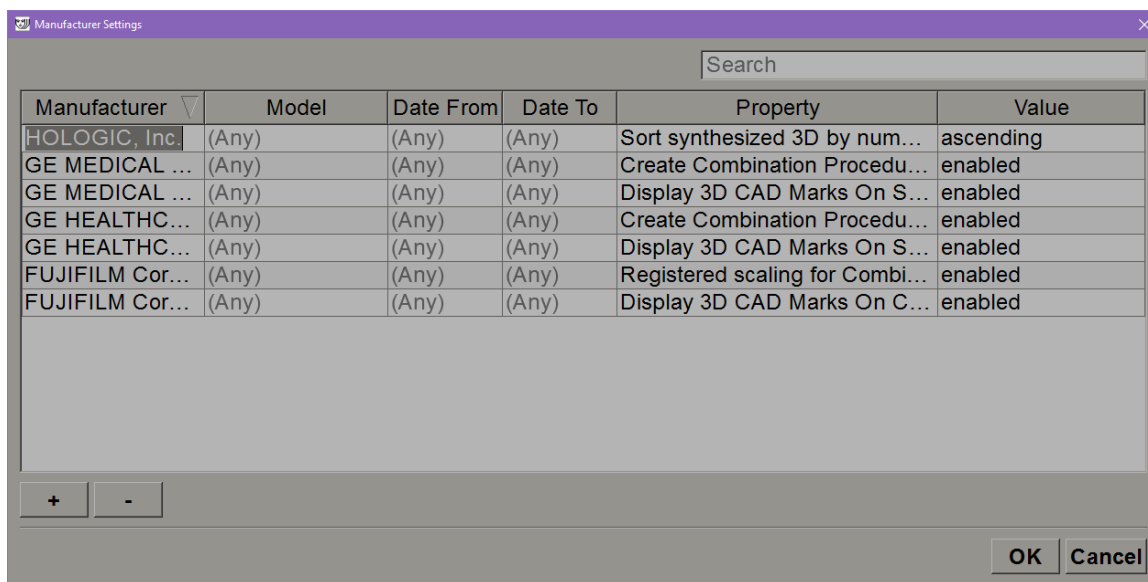 Manufacturer Settings
Search
Manufacturer Model Date From Date To Property Value
HOLOGIC, Inc. (Any) (Any) (Any) Sort synthesized 3D by num... ascending
GE MEDICAL ... (Any) (Any) (Any) Create Combination Procedu... enabled
GE MEDICAL ... (Any) (Any) (Any) Display 3D CAD Marks On S... enabled
GE HEALTHC... (Any) (Any) (Any) Create Combination Procedu... enabled
GE HEALTHC... (Any) (Any) (Any) Display 3D CAD Marks On S... enabled
FUJIFILM Cor... (Any) (Any) (Any) Registered scaling for Combi... enabled
FUJIFILM Cor... (Any) (Any) (Any) Display 3D CAD Marks On C... enabled
+ -
OK Cancel